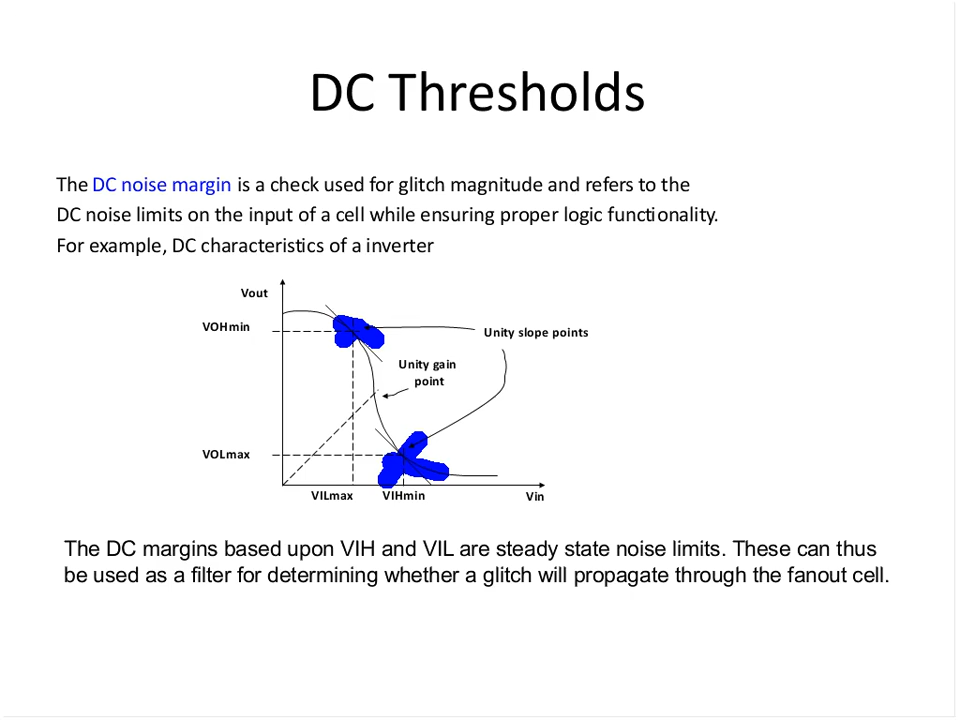 DC Thresholds
The DC noise margin is a check used for glitch magnitude and refers to the
DC noise limits on the input of a cell while ensuring proper logic functionality.
For example, DC characteristics of a inverter
Vout
VOHmin
Unity slope points
Unity gain
point
VOLmax
VILmax
VIHmin
Vin
The DC margins based upon VIH and VIL are steady state noise limits. These can thus
be used as a filter for determining whether a glitch will propagate through the fanout cell.